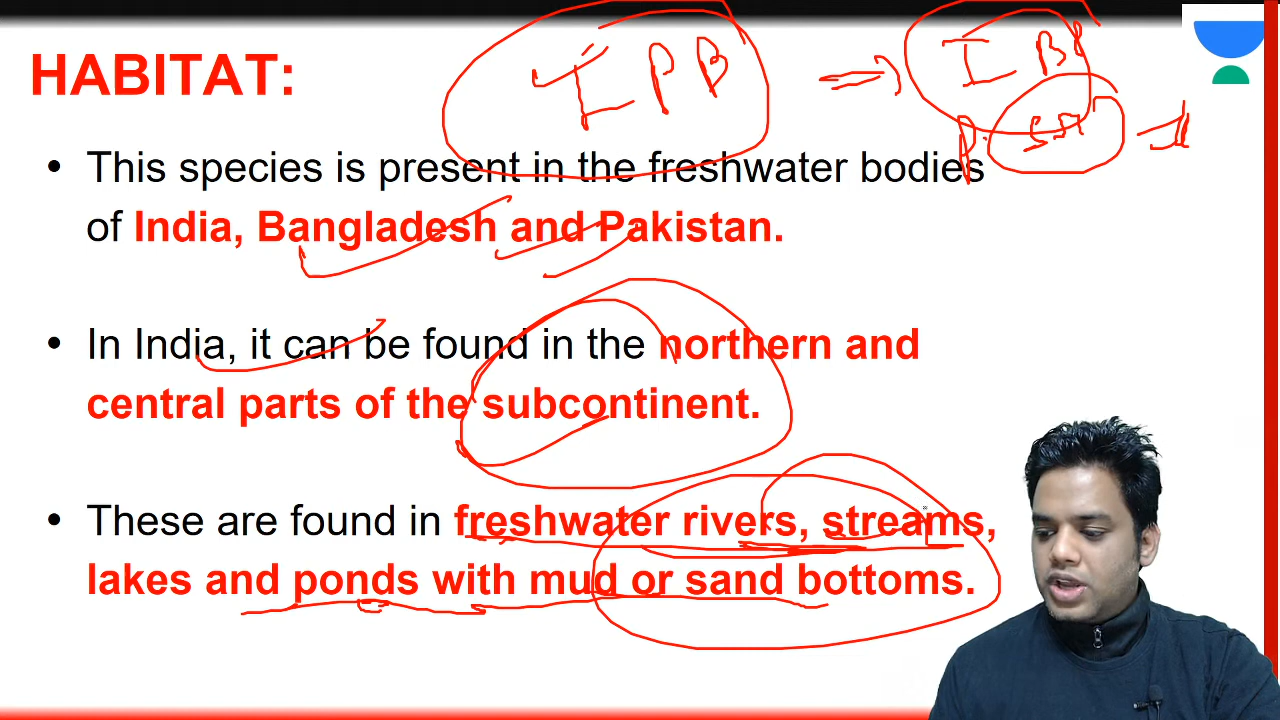 I P B ⇒ I BP
HABITAT:
P.
• This species is present in the freshwater bodies
of India, Bangladesh and Pakistan.
• In India, it can be found in the northern and
central parts of the subcontinent.
• These are found in freshwater rivers, streams,
lakes and ponds with mud or sand bottoms.